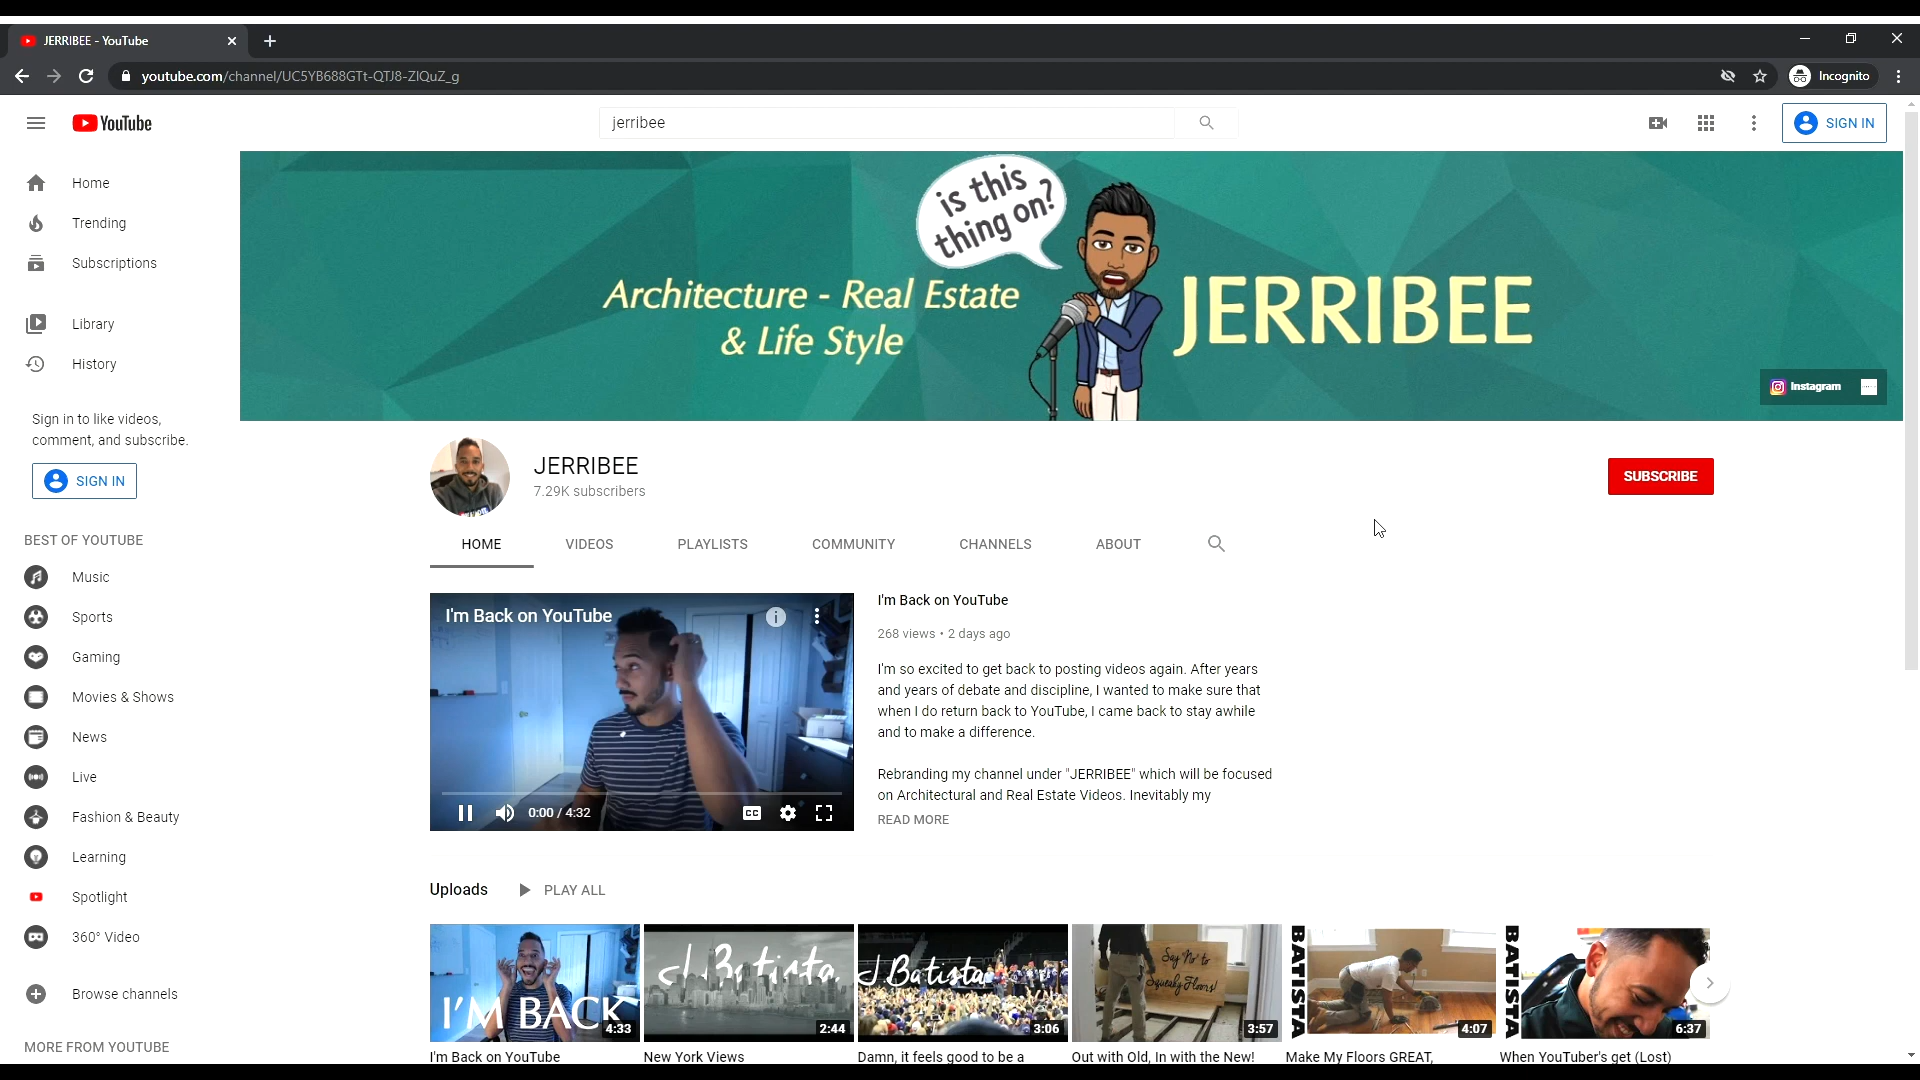 JERRIBEE - YouTube
youtube.com/channel/UC5YB688GTt-QTJ8-ZIQuZ_g
Incognito
YouTube
jerribee
SIGN IN
Home
Trending
Subscriptions
Library
History
Sign in to like videos,
comment, and subscribe.
SIGN IN
BEST OF YOUTUBE
Music
Sports
Gaming
Movies & Shows
News
Live
Fashion & Beauty
Learning
Spotlight
360° Video
Browse channels
MORE FROM YOUTUBE
is this
thing on?
Architecture - Real Estate
& Life Style
JERRIBEE
Instagram
JERRIBEE
7.29K subscribers
SUBSCRIBE
HOME VIDEOS PLAYLISTS COMMUNITY CHANNELS ABOUT
I'm Back on YouTube
0:00 / 4:32
CC
I'm Back on YouTube
268 views • 2 days ago
I'm so excited to get back to posting videos again. After years
and years of debate and discipline, I wanted to make sure that
when I do return back to YouTube, I came back to stay awhile
and to make a difference.
Rebranding my channel under "JERRIBEE" which will be focused
on Architectural and Real Estate Videos. Inevitably my
READ MORE
Uploads PLAY ALL
I'M BACK
4:33
I'm Back on YouTube
J. Batista
2:44
New York Views
J. Batista
3:06
Damn, it feels good to be a
Say No to
Squeaky Floors!
3:57
Out with Old, In with the New!
BATISTA
4:07
Make My Floors GREAT,
BATISTA
6:37
When YouTuber's get (Lost)